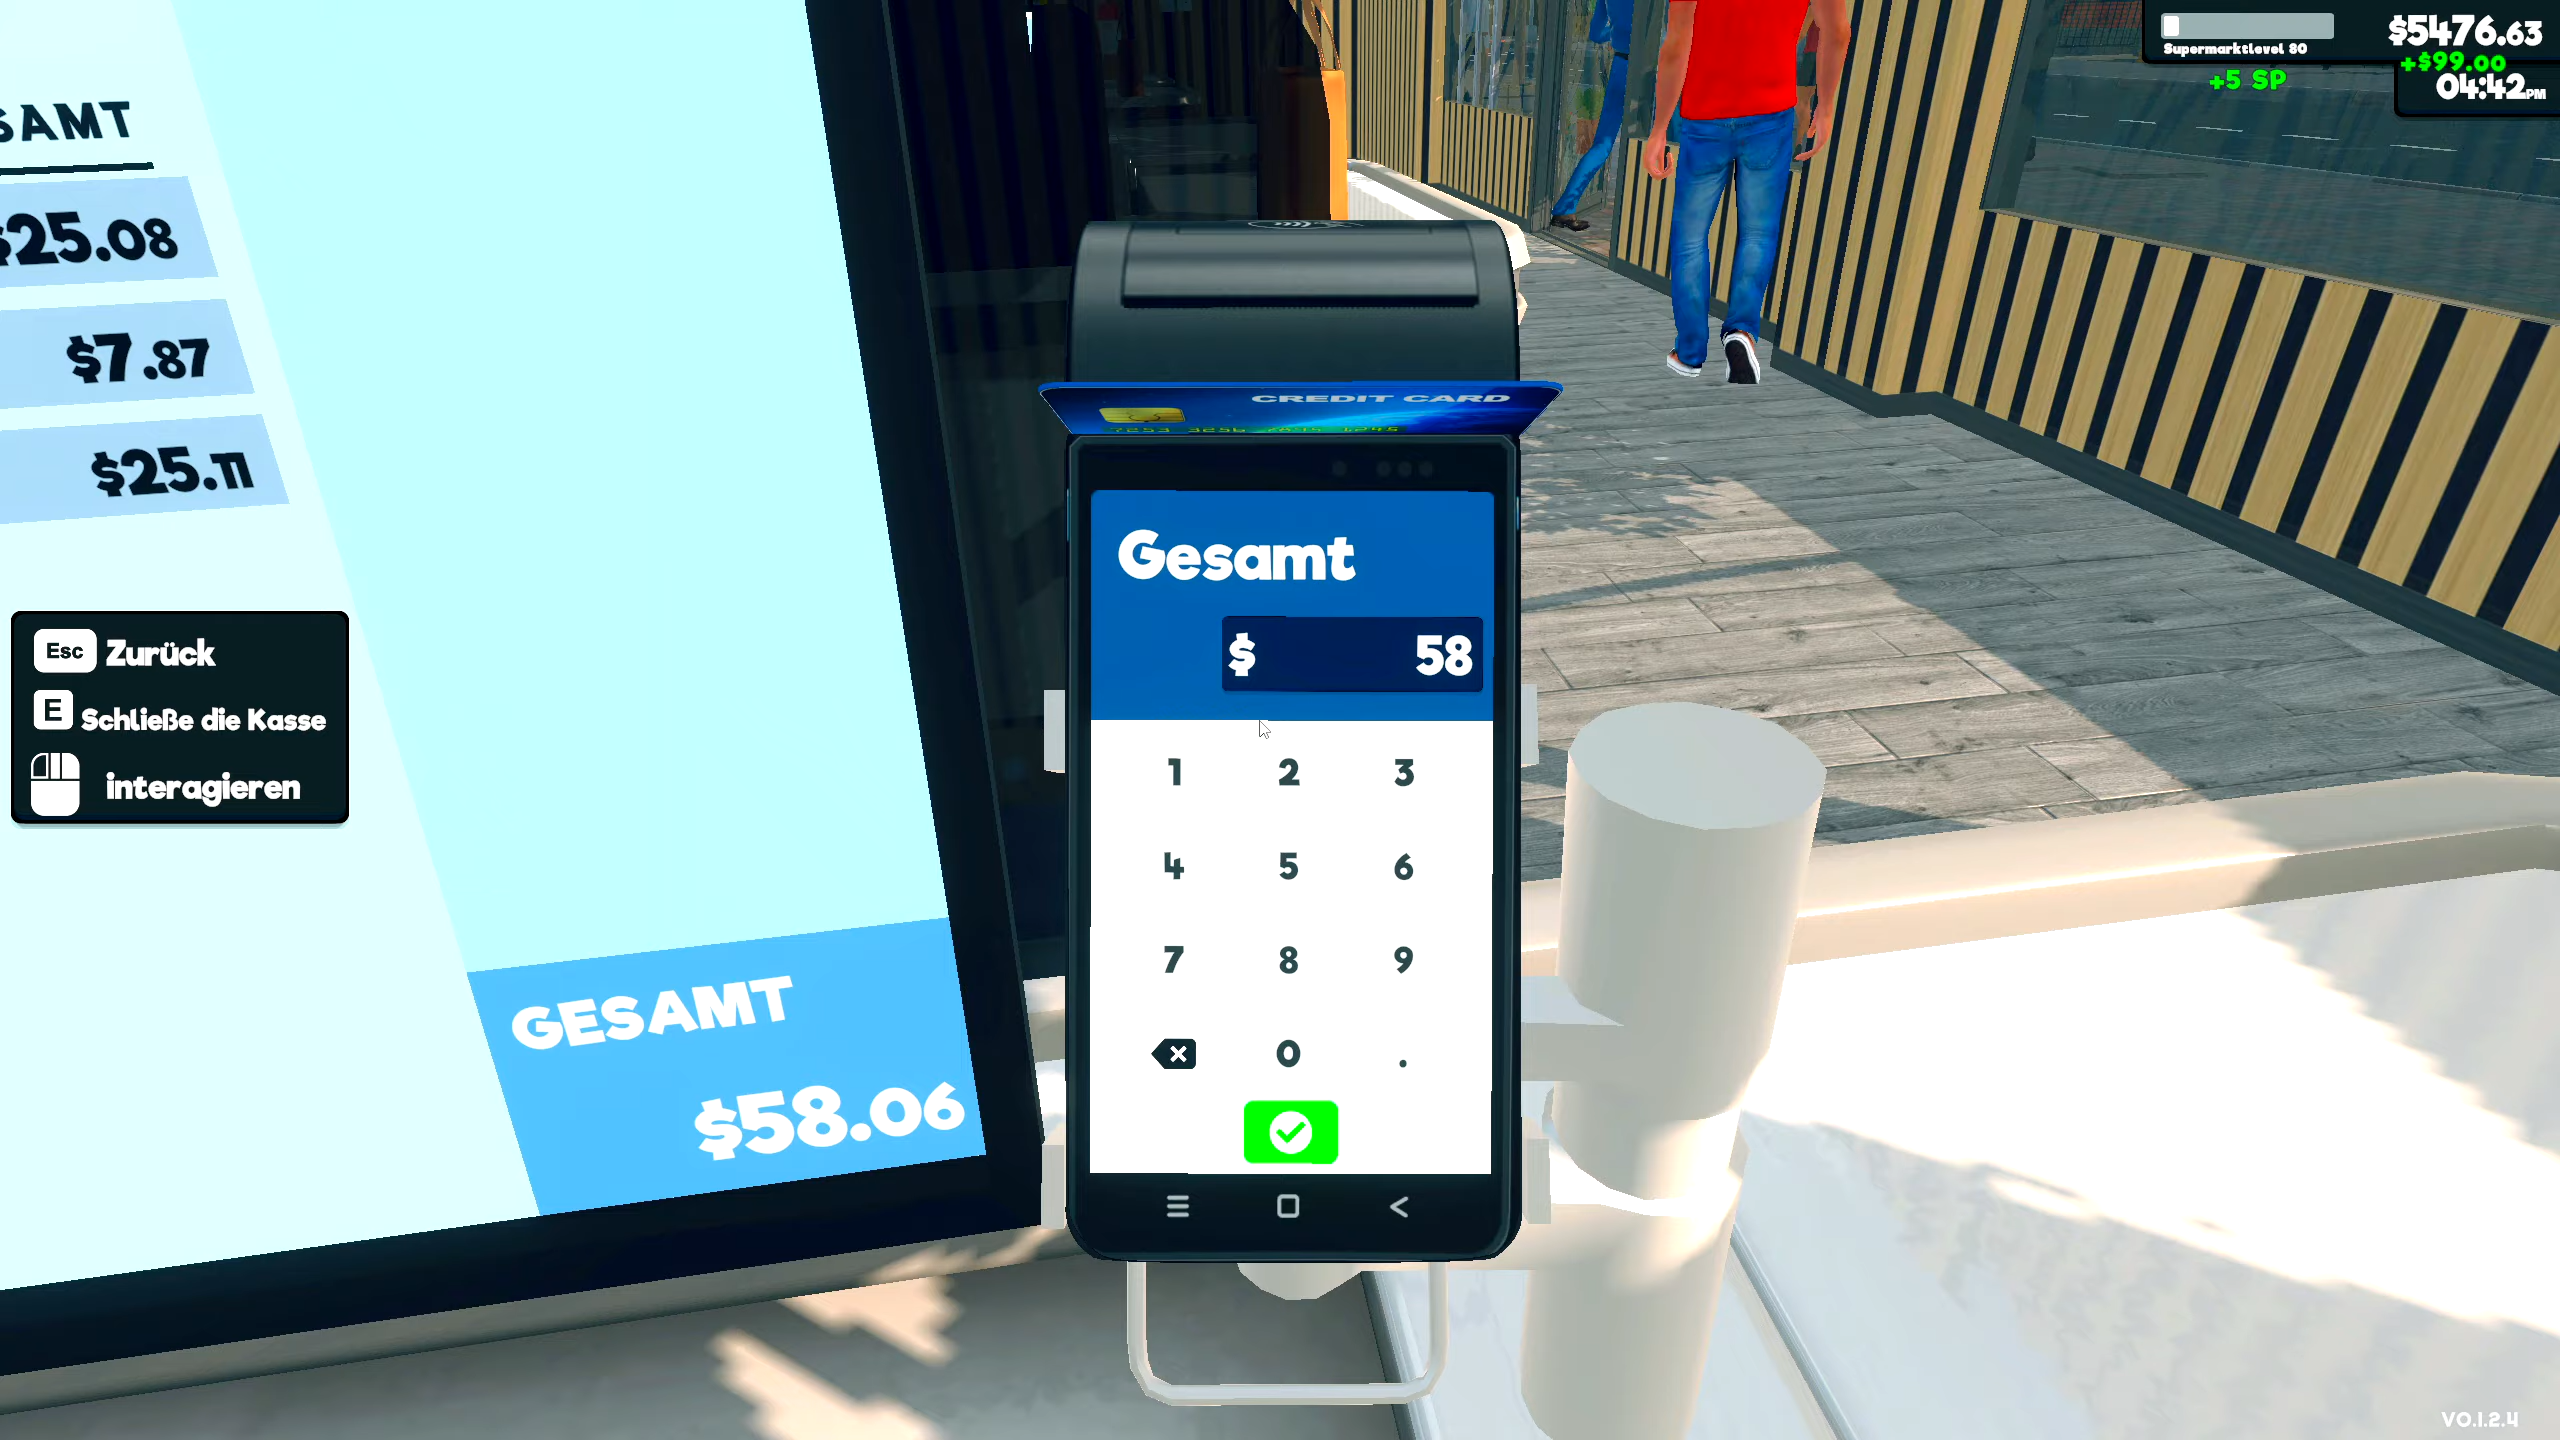 $25.08
$7.87
$25.11
Esc Zurück
E Schließe die Kasse
interagieren
GESAMT
$58.06
CREDIT CARD
Gesamt
$ 58
1 2 3
4 5 6
7 8 9
0 .
Supermarktlevel 80
$5476.63
+$99.00
+5 SP
04:42PM
V0.1.2.4